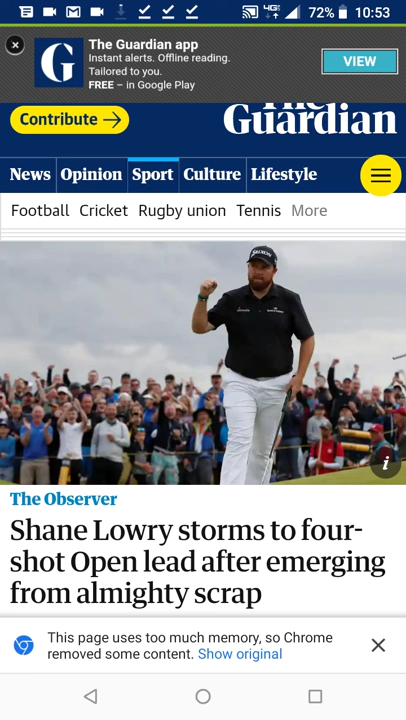 72% 10:53
The Guardian app
Instant alerts. Offline reading.
Tailored to you.
FREE – in Google Play
VIEW
G
Contribute →
The
Guardian
News Opinion Sport Culture Lifestyle
Football Cricket Rugby union Tennis More
SRIXON
i
The Observer
Shane Lowry storms to four-
shot Open lead after emerging
from almighty scrap
This page uses too much memory, so Chrome
removed some content. Show original